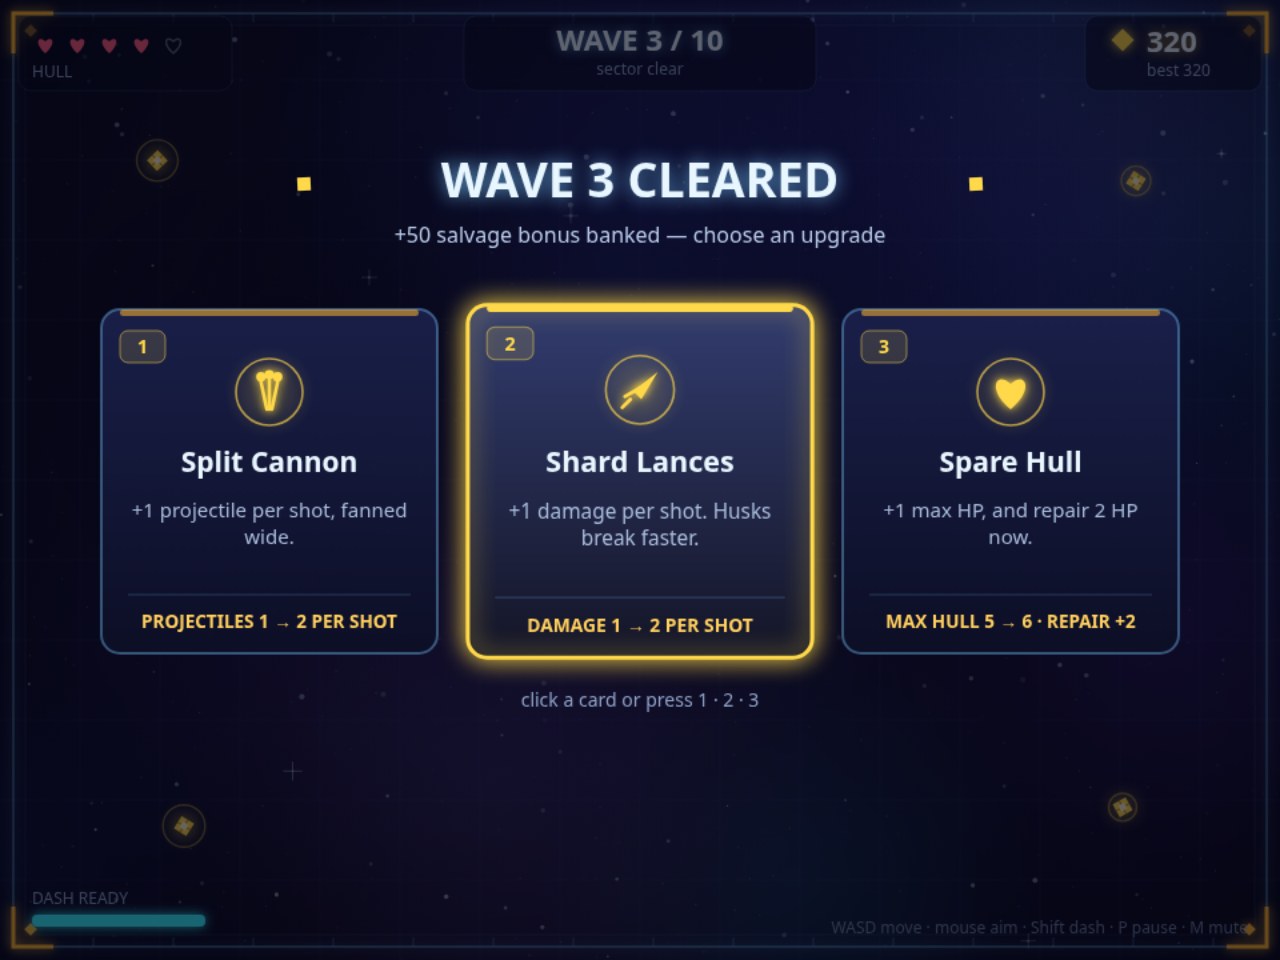 WAVE 3 / 10
sector clear
HULL
320
best 320
WAVE 3 CLEARED
+50 salvage bonus banked — choose an upgrade
1
Split Cannon
+1 projectile per shot, fanned
wide.
PROJECTILES 1 → 2 PER SHOT
2
Shard Lances
+1 damage per shot. Husks
break faster.
DAMAGE 1 → 2 PER SHOT
3
Spare Hull
+1 max HP, and repair 2 HP
now.
MAX HULL 5 → 6 · REPAIR +2
click a card or press 1 · 2 · 3
DASH READY
WASD move · mouse aim · Shift dash · P pause · M mute